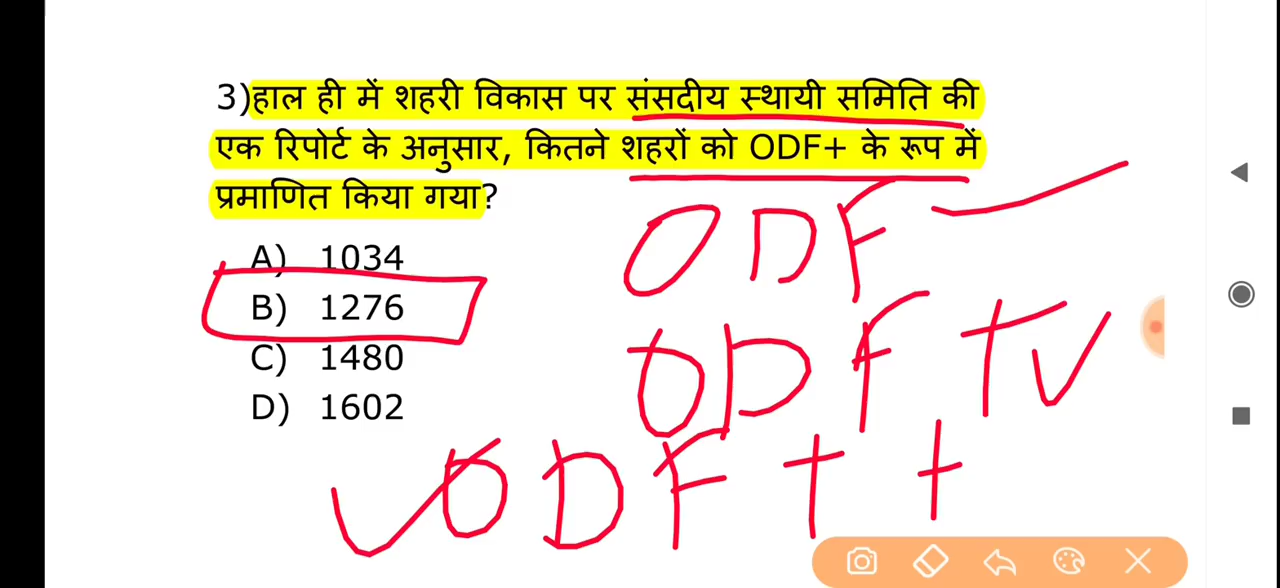 3)हाल ही में शहरी विकास पर संसदीय स्थायी समिति की
एक रिपोर्ट के अनुसार, कितने शहरों को ODF+ के रूप में
प्रमाणित किया गया?
A) 1034
B) 1276
C) 1480
D) 1602
ODF
ODF +
ODF + +